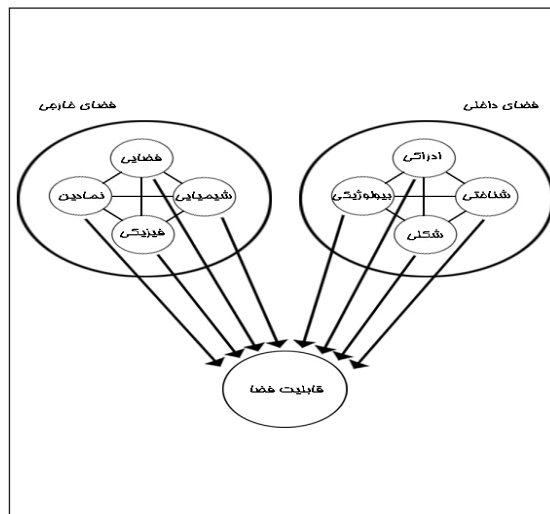 فضای داخلی
فضای خارجی
ادراکی
شناختی
بیولوژیکی
شکلی
فضایی
شیمیایی
نمادین
فیزیکی
قابلیت فضا